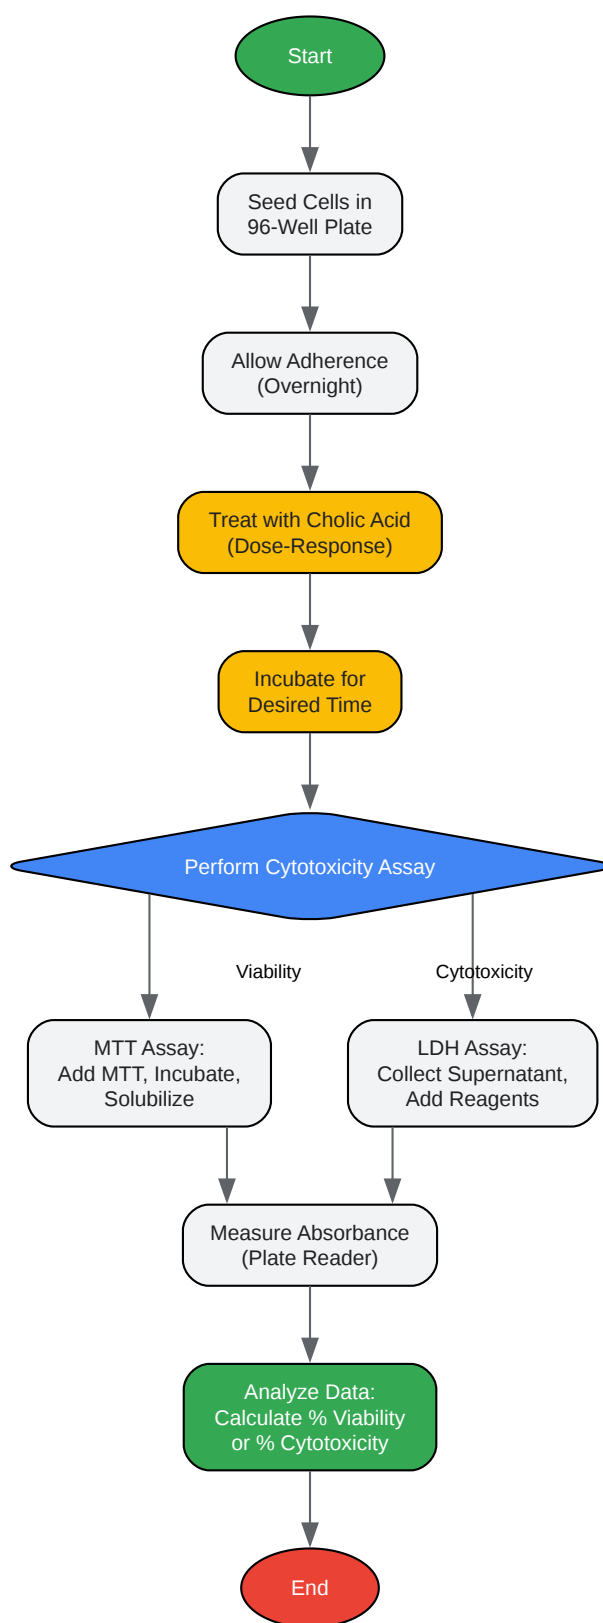 Start
Seed Cells in
96-Well Plate
Allow Adherence
(Overnight)
Treat with Cholic Acid
(Dose-Response)
Incubate for
Desired Time
Perform Cytotoxicity Assay
Viability
Cytotoxicity
MTT Assay:
Add MTT, Incubate,
Solubilize
LDH Assay:
Collect Supernatant,
Add Reagents
Measure Absorbance
(Plate Reader)
Analyze Data:
Calculate % Viability
or % Cytotoxicity
End